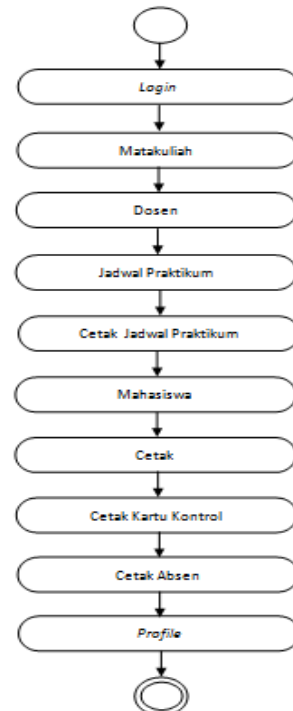 Login
Matakuliah
Dosen
Jadwal Praktikum
Cetak Jadwal Praktikum
Mahasiswa
Cetak
Cetak Kartu Kontrol
Cetak Absen
Profile